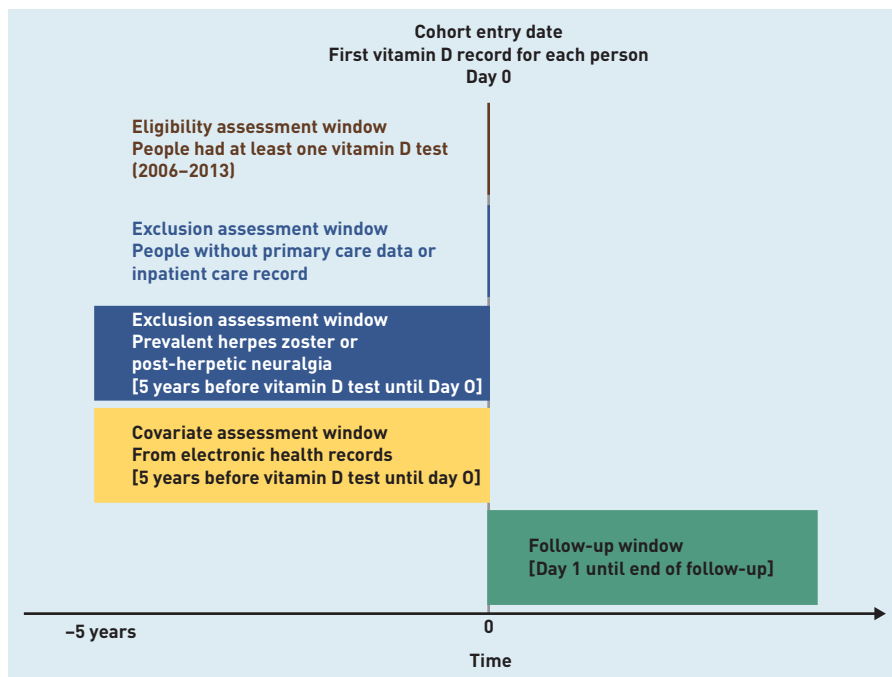 Cohort entry date
First vitamin D record for each person
Day 0
Eligibility assessment window
People had at least one vitamin D test
(2006–2013)
Exclusion assessment window
People without primary care data or
inpatient care record
Exclusion assessment window
Prevalent herpes zoster or
post-herpetic neuralgia
[5 years before vitamin D test until Day O]
Covariate assessment window
From electronic health records
[5 years before vitamin D test until day O]
Follow-up window
[Day 1 until end of follow-up]
–5 years
0
Time